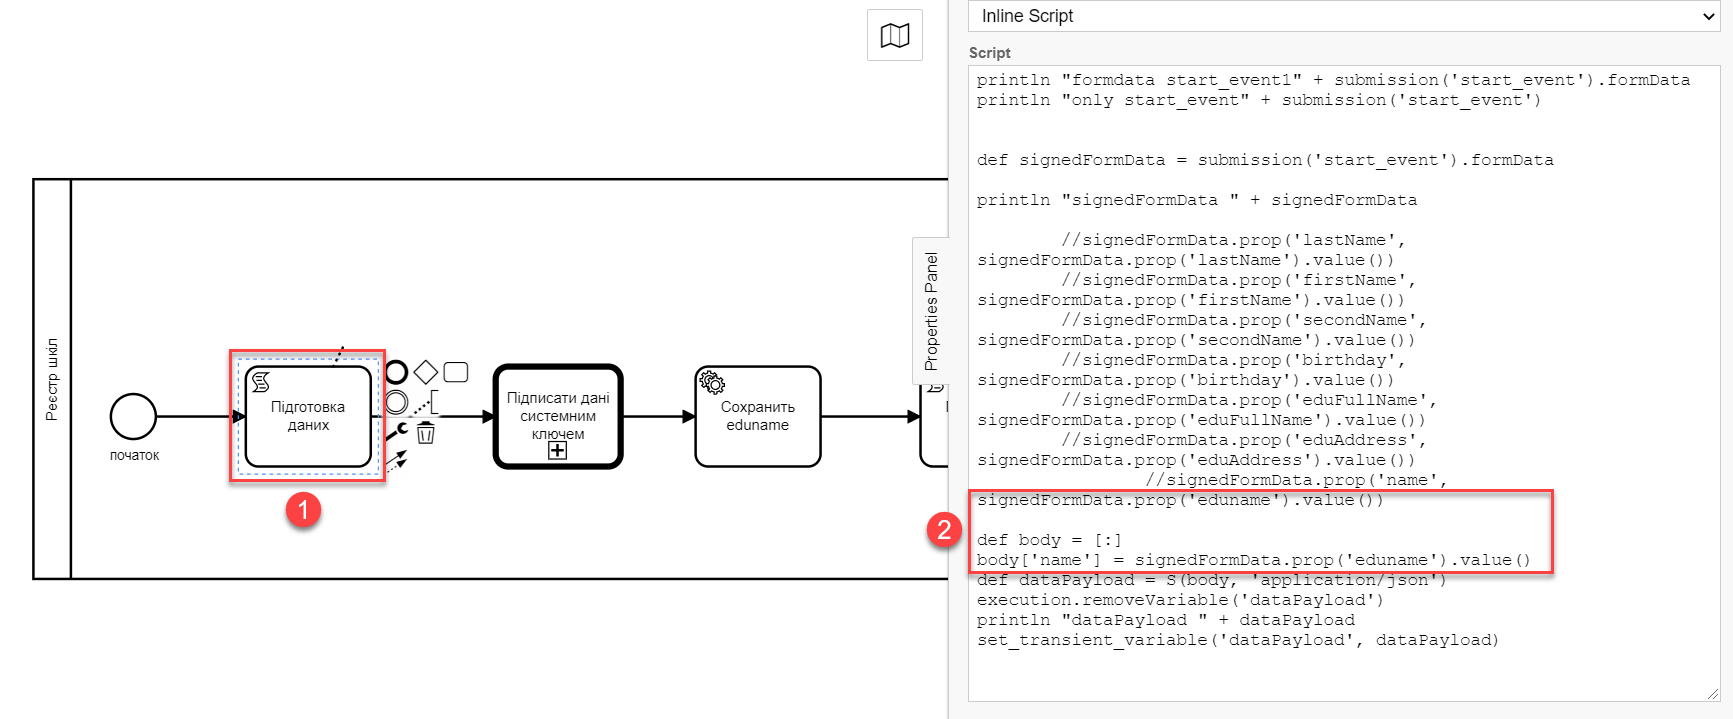 Реєстр шкіл
початок
Підготовка
даних
1
Підписати дані
системним
ключем
Сохранить
eduname
Properties Panel
Inline Script
Script
println "formdata start_event1" + submission('start_event').formData
println "only start_event" + submission('start_event')
def signedFormData = submission('start_event').formData
println "signedFormData " + signedFormData
//signedFormData.prop('lastName',
signedFormData.prop('lastName').value())
//signedFormData.prop('firstName',
signedFormData.prop('firstName').value())
//signedFormData.prop('secondName',
signedFormData.prop('secondName').value())
//signedFormData.prop('birthday',
signedFormData.prop('birthday').value())
//signedFormData.prop('eduFullName',
signedFormData.prop('eduFullName').value())
//signedFormData.prop('eduAddress',
signedFormData.prop('eduAddress').value())
//signedFormData.prop('name',
signedFormData.prop('eduname').value())
2
def body = [:]
body['name'] = signedFormData.prop('eduname').value()
def dataPayload = S(body, 'application/json')
execution.removeVariable('dataPayload')
println "dataPayload " + dataPayload
set_transient_variable('dataPayload', dataPayload)